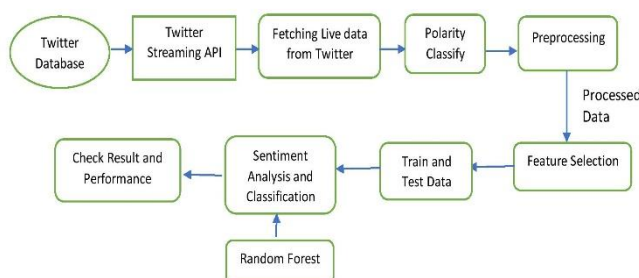 Twitter
Database
Twitter
Streaming API
Fetching Live data
from Twitter
Polarity
Classify
Preprocessing
Processed
Data
Feature Selection
Train and
Test Data
Sentiment
Analysis and
Classification
Check Result and
Performance
Random Forest